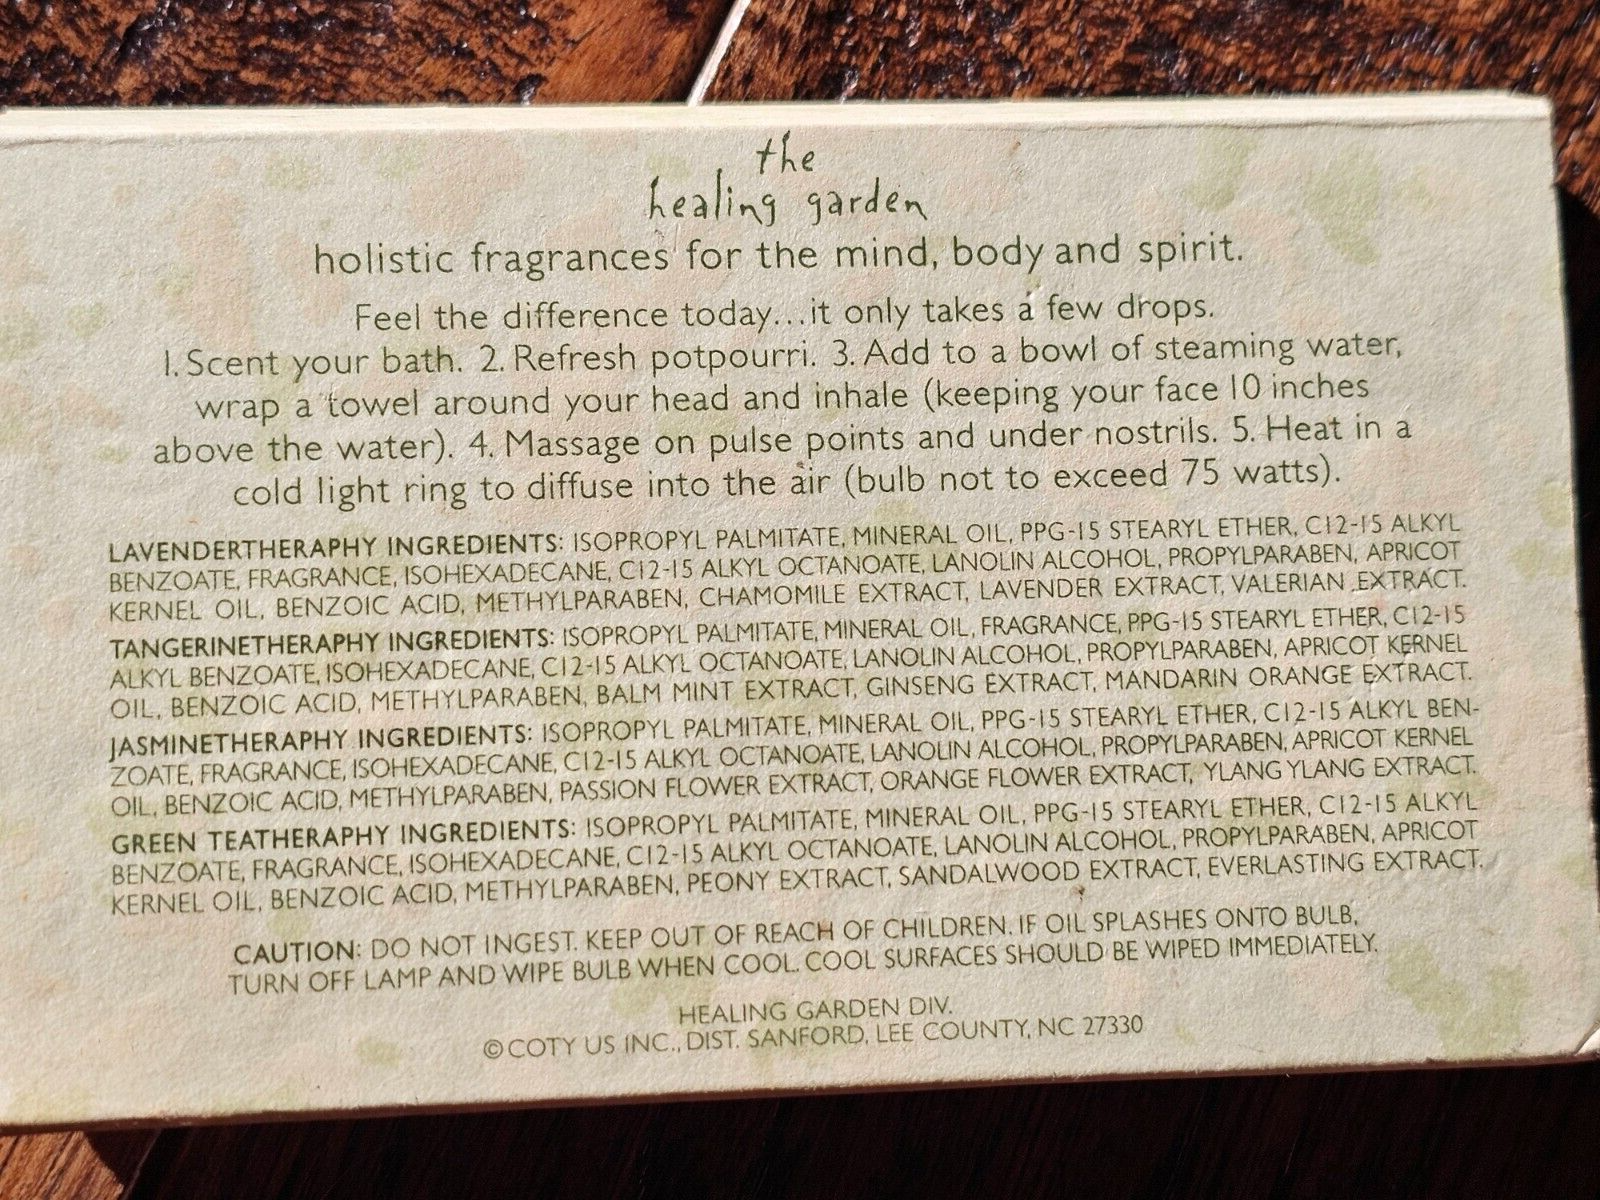 the
healing garden
holistic fragrances for the mind, body and spirit.
Feel the difference today...it only takes a few drops.
1. Scent your bath. 2. Refresh potpourri. 3. Add to a bowl of steaming water,
wrap a towel around your head and inhale (keeping your face 10 inches
above the water). 4. Massage on pulse points and under nostrils. 5. Heat in a
cold light ring to diffuse into the air (bulb not to exceed 75 watts).
LAVENDERTHERAPHY INGREDIENTS: ISOPROPYL PALMITATE, MINERAL OIL, PPG-15 STEARYL ETHER, C12-15 ALKYL
BENZOATE, FRAGRANCE, ISOHEXADECANE, C12-15 ALKYL OCTANOATE, LANOLIN ALCOHOL, PROPYLPARABEN, APRICOT
KERNEL OIL, BENZOIC ACID, METHYLPARABEN, CHAMOMILE EXTRACT, LAVENDER EXTRACT, VALERIAN EXTRACT.
TANGERINETHERAPHY INGREDIENTS: ISOPROPYL PALMITATE, MINERAL OIL, FRAGRANCE, PPG-15 STEARYL ETHER, C12-15
ALKYL BENZOATE, ISOHEXADECANE, C12-15 ALKYL OCTANOATE, LANOLIN ALCOHOL, PROPYLPARABEN, APRICOT KERNEL
OIL, BENZOIC ACID, METHYLPARABEN, BALM MINT EXTRACT, GINSENG EXTRACT, MANDARIN ORANGE EXTRACT.
JASMINETHERAPHY INGREDIENTS: ISOPROPYL PALMITATE, MINERAL OIL, PPG-15 STEARYL ETHER, C12-15 ALKYL BEN-
ZOATE, FRAGRANCE, ISOHEXADECANE, C12-15 ALKYL OCTANOATE, LANOLIN ALCOHOL, PROPYLPARABEN, APRICOT KERNEL
OIL, BENZOIC ACID, METHYLPARABEN, PASSION FLOWER EXTRACT, ORANGE FLOWER EXTRACT, YLANG YLANG EXTRACT.
GREEN TEATHERAPHY INGREDIENTS: ISOPROPYL PALMITATE, MINERAL OIL, PPG-15 STEARYL ETHER, C12-15 ALKYL
BENZOATE, FRAGRANCE, ISOHEXADECANE, C12-15 ALKYL OCTANOATE, LANOLIN ALCOHOL, PROPYLPARABEN, APRICOT
KERNEL OIL, BENZOIC ACID, METHYLPARABEN, PEONY EXTRACT, SANDALWOOD EXTRACT, EVERLASTING EXTRACT.
CAUTION: DO NOT INGEST. KEEP OUT OF REACH OF CHILDREN. IF OIL SPLASHES ONTO BULB,
TURN OFF LAMP AND WIPE BULB WHEN COOL. COOL SURFACES SHOULD BE WIPED IMMEDIATELY.
HEALING GARDEN DIV.
©COTY US INC., DIST. SANFORD, LEE COUNTY, NC 27330